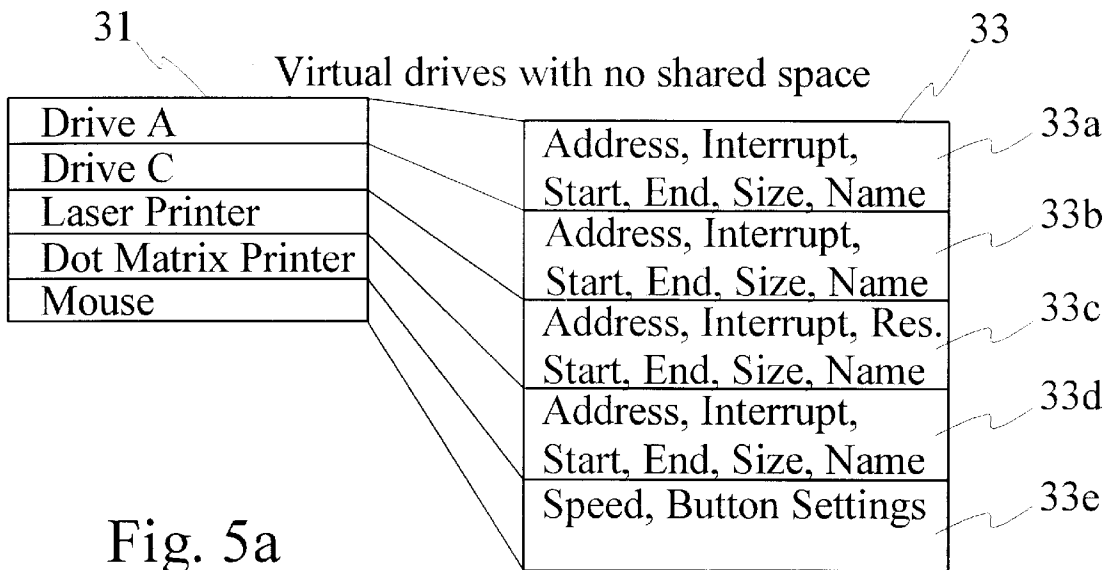 31
33
Virtual drives with no shared space
Drive A
Drive C
Laser Printer
Dot Matrix Printer
Mouse
Address, Interrupt,
Start, End, Size, Name
33a
Address, Interrupt,
Start, End, Size, Name
33b
Address, Interrupt, Res.
Start, End, Size, Name
33c
Address, Interrupt,
Start, End, Size, Name
33d
Speed, Button Settings
33e
Fig. 5a